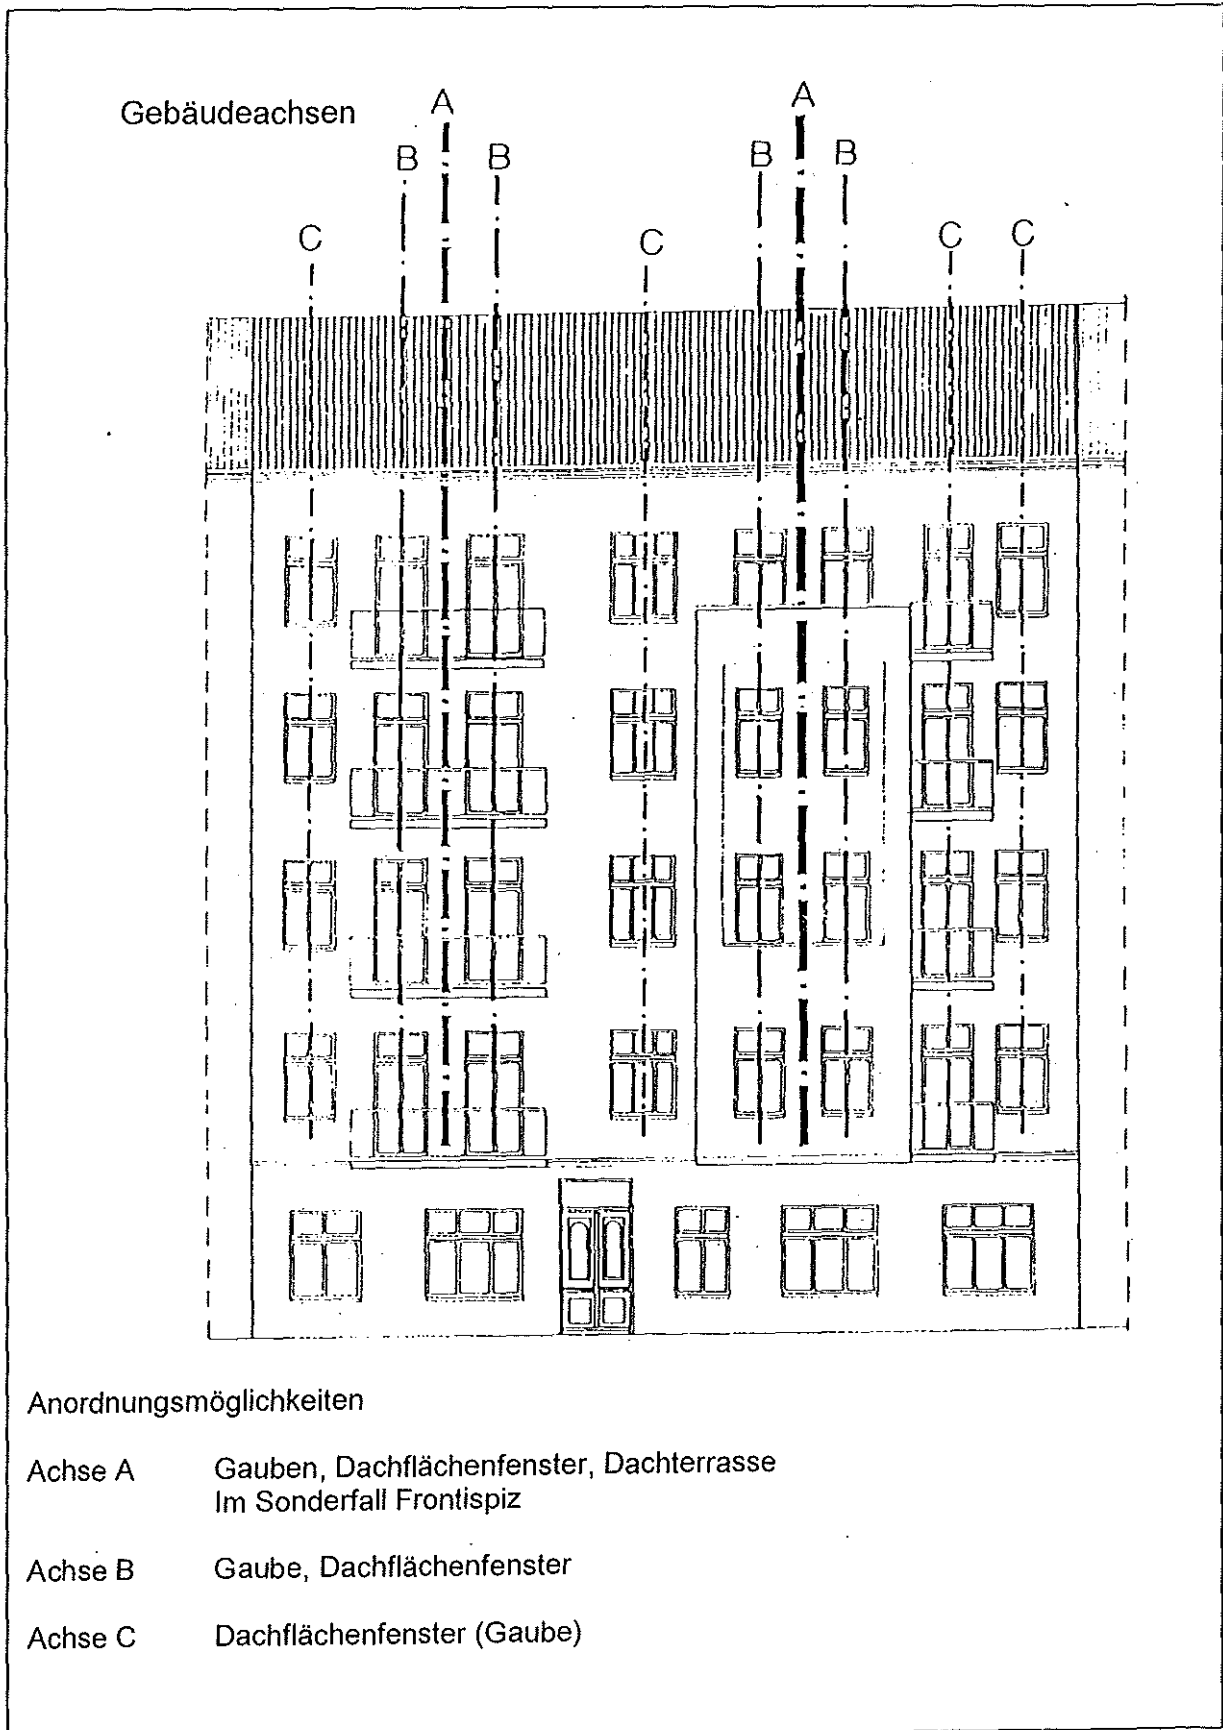 Gebäudeachsen
A
A
B
B
B
B
C
C
C
C
Anordnungsmöglichkeiten
Achse A Gauben, Dachflächenfenster, Dachterrasse
Im Sonderfall Frontispiz
Achse B Gaube, Dachflächenfenster
Achse C Dachflächenfenster (Gaube)